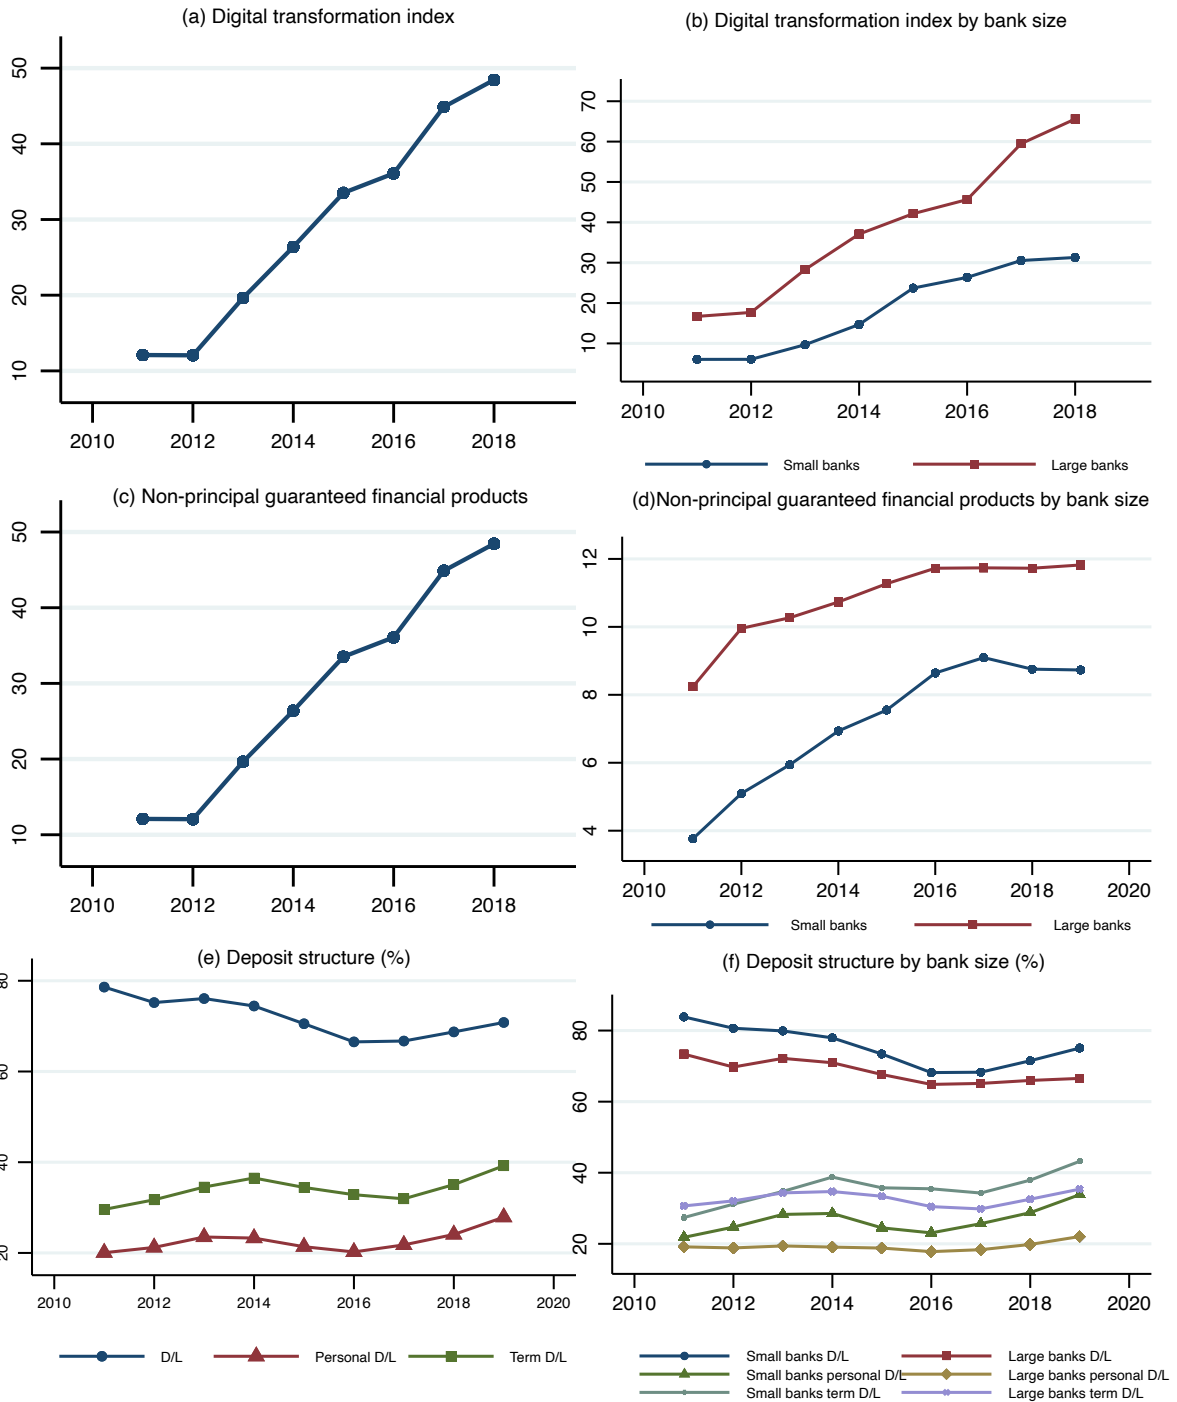 (a) Digital transformation index
50
40
30
20
10
2010 2012 2014 2016 2018
(b) Digital transformation index by bank size
70
60
50
40
30
20
10
2010 2012 2014 2016 2018
Small banks Large banks
(c) Non-principal guaranteed financial products
50
40
30
20
10
2010 2012 2014 2016 2018
(d)Non-principal guaranteed financial products by bank size
12
10
8
6
4
2010 2012 2014 2016 2018 2020
Small banks Large banks
(e) Deposit structure (%)
80
60
40
20
2010 2012 2014 2016 2018 2020
D/L Personal D/L Term D/L
(f) Deposit structure by bank size (%)
80
60
40
20
2010 2012 2014 2016 2018 2020
Small banks D/L Large banks D/L
Small banks personal D/L Large banks personal D/L
Small banks term D/L Large banks term D/L